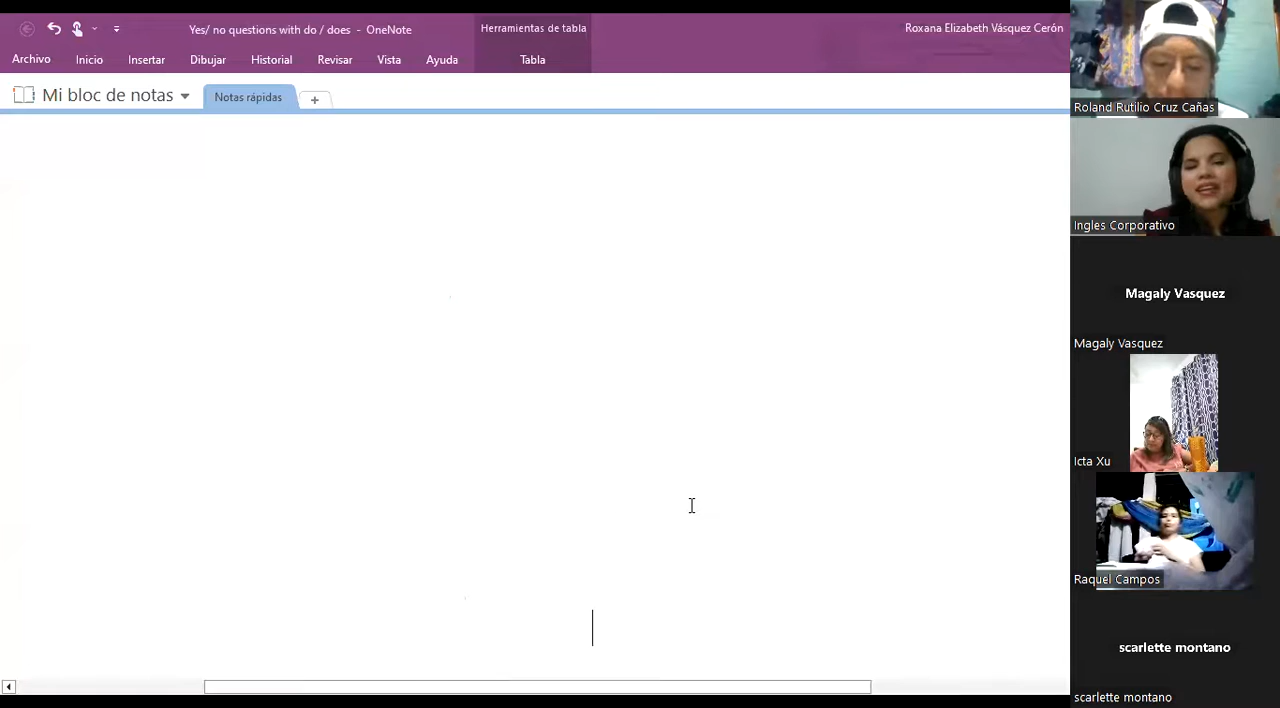 Yes/ no questions with do / does - OneNote
Herramientas de tabla
Roxana Elizabeth Vásquez Cerón
Archivo
Inicio
Insertar
Dibujar
Historial
Revisar
Vista
Ayuda
Tabla
Mi bloc de notas
Notas rápidas
Roland Rutilio Cruz Cañas
Ingles Corporativo
Magaly Vasquez
Magaly Vasquez
Icta Xu
Raquel Campos
scarlette montano
scarlette montano